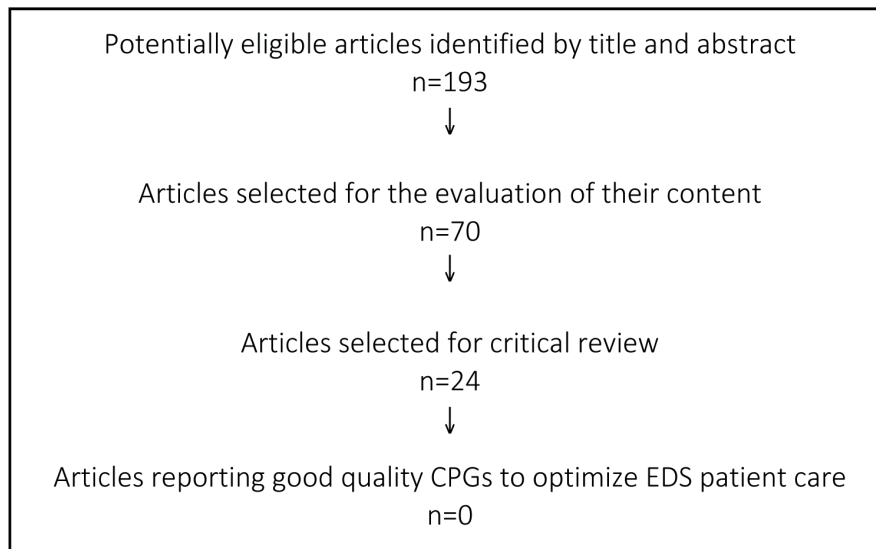 Potentially eligible articles identified by title and abstract
n=193
↓
Articles selected for the evaluation of their content
n=70
↓
Articles selected for critical review
n=24
↓
Articles reporting good quality CPGs to optimize EDS patient care
n=0